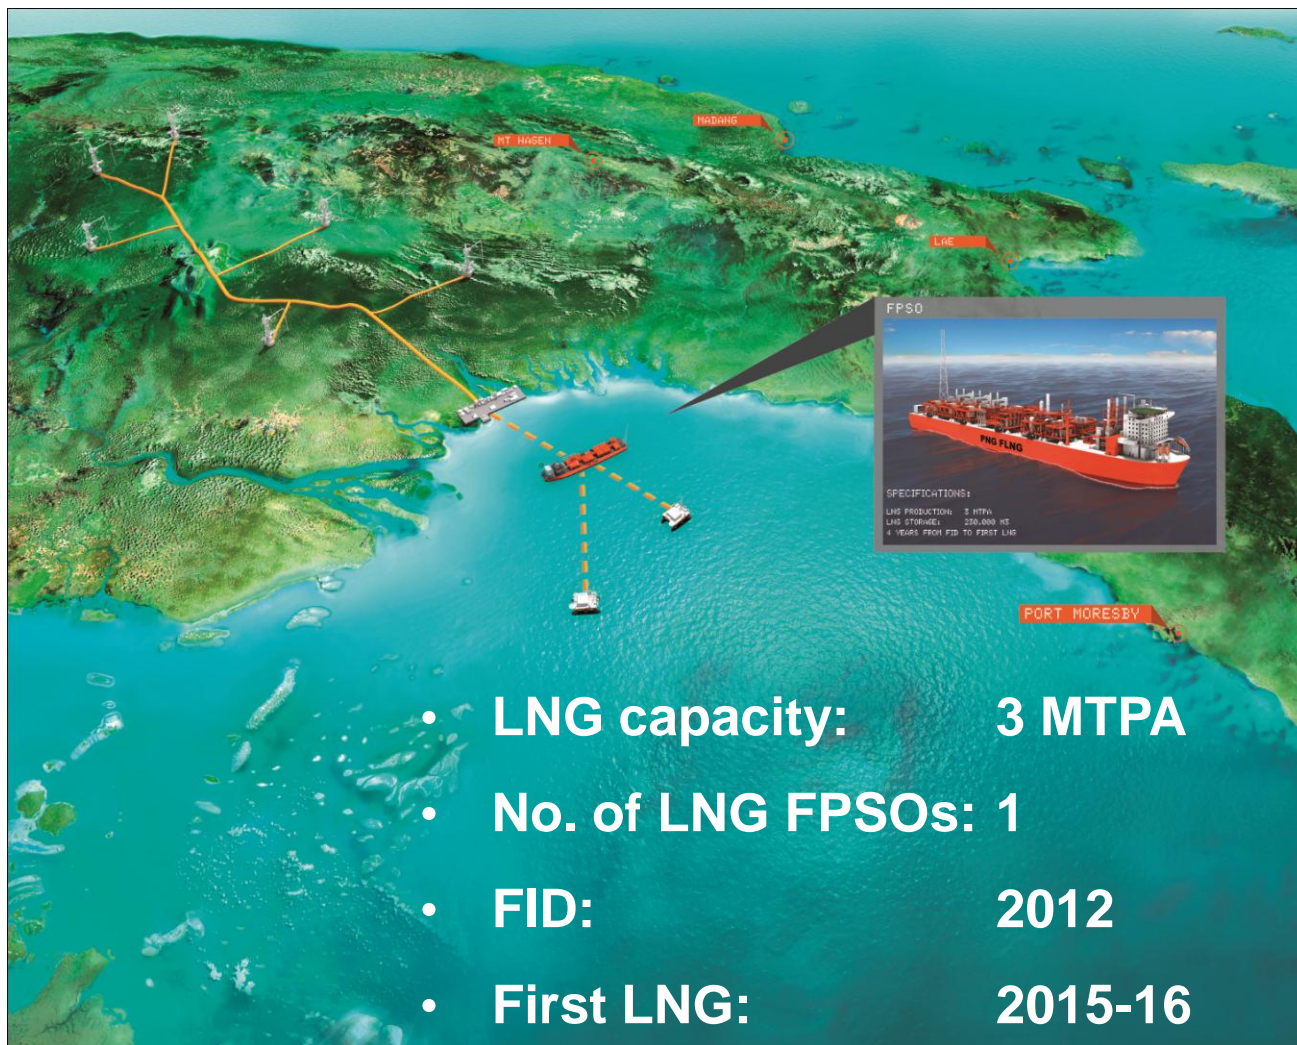 MADANG
MT HAGEN
LAE
FPSO
PNG FLNG
SPECIFICATIONS:
LNG PRODUCTION: 3 MTPA
LNG STORAGE: 230.000 M3
4 YEARS FROM FID TO FIRST LNG
PORT MORESBY
• LNG capacity: 3 MTPA
• No. of LNG FPSOs: 1
• FID: 2012
• First LNG: 2015-16